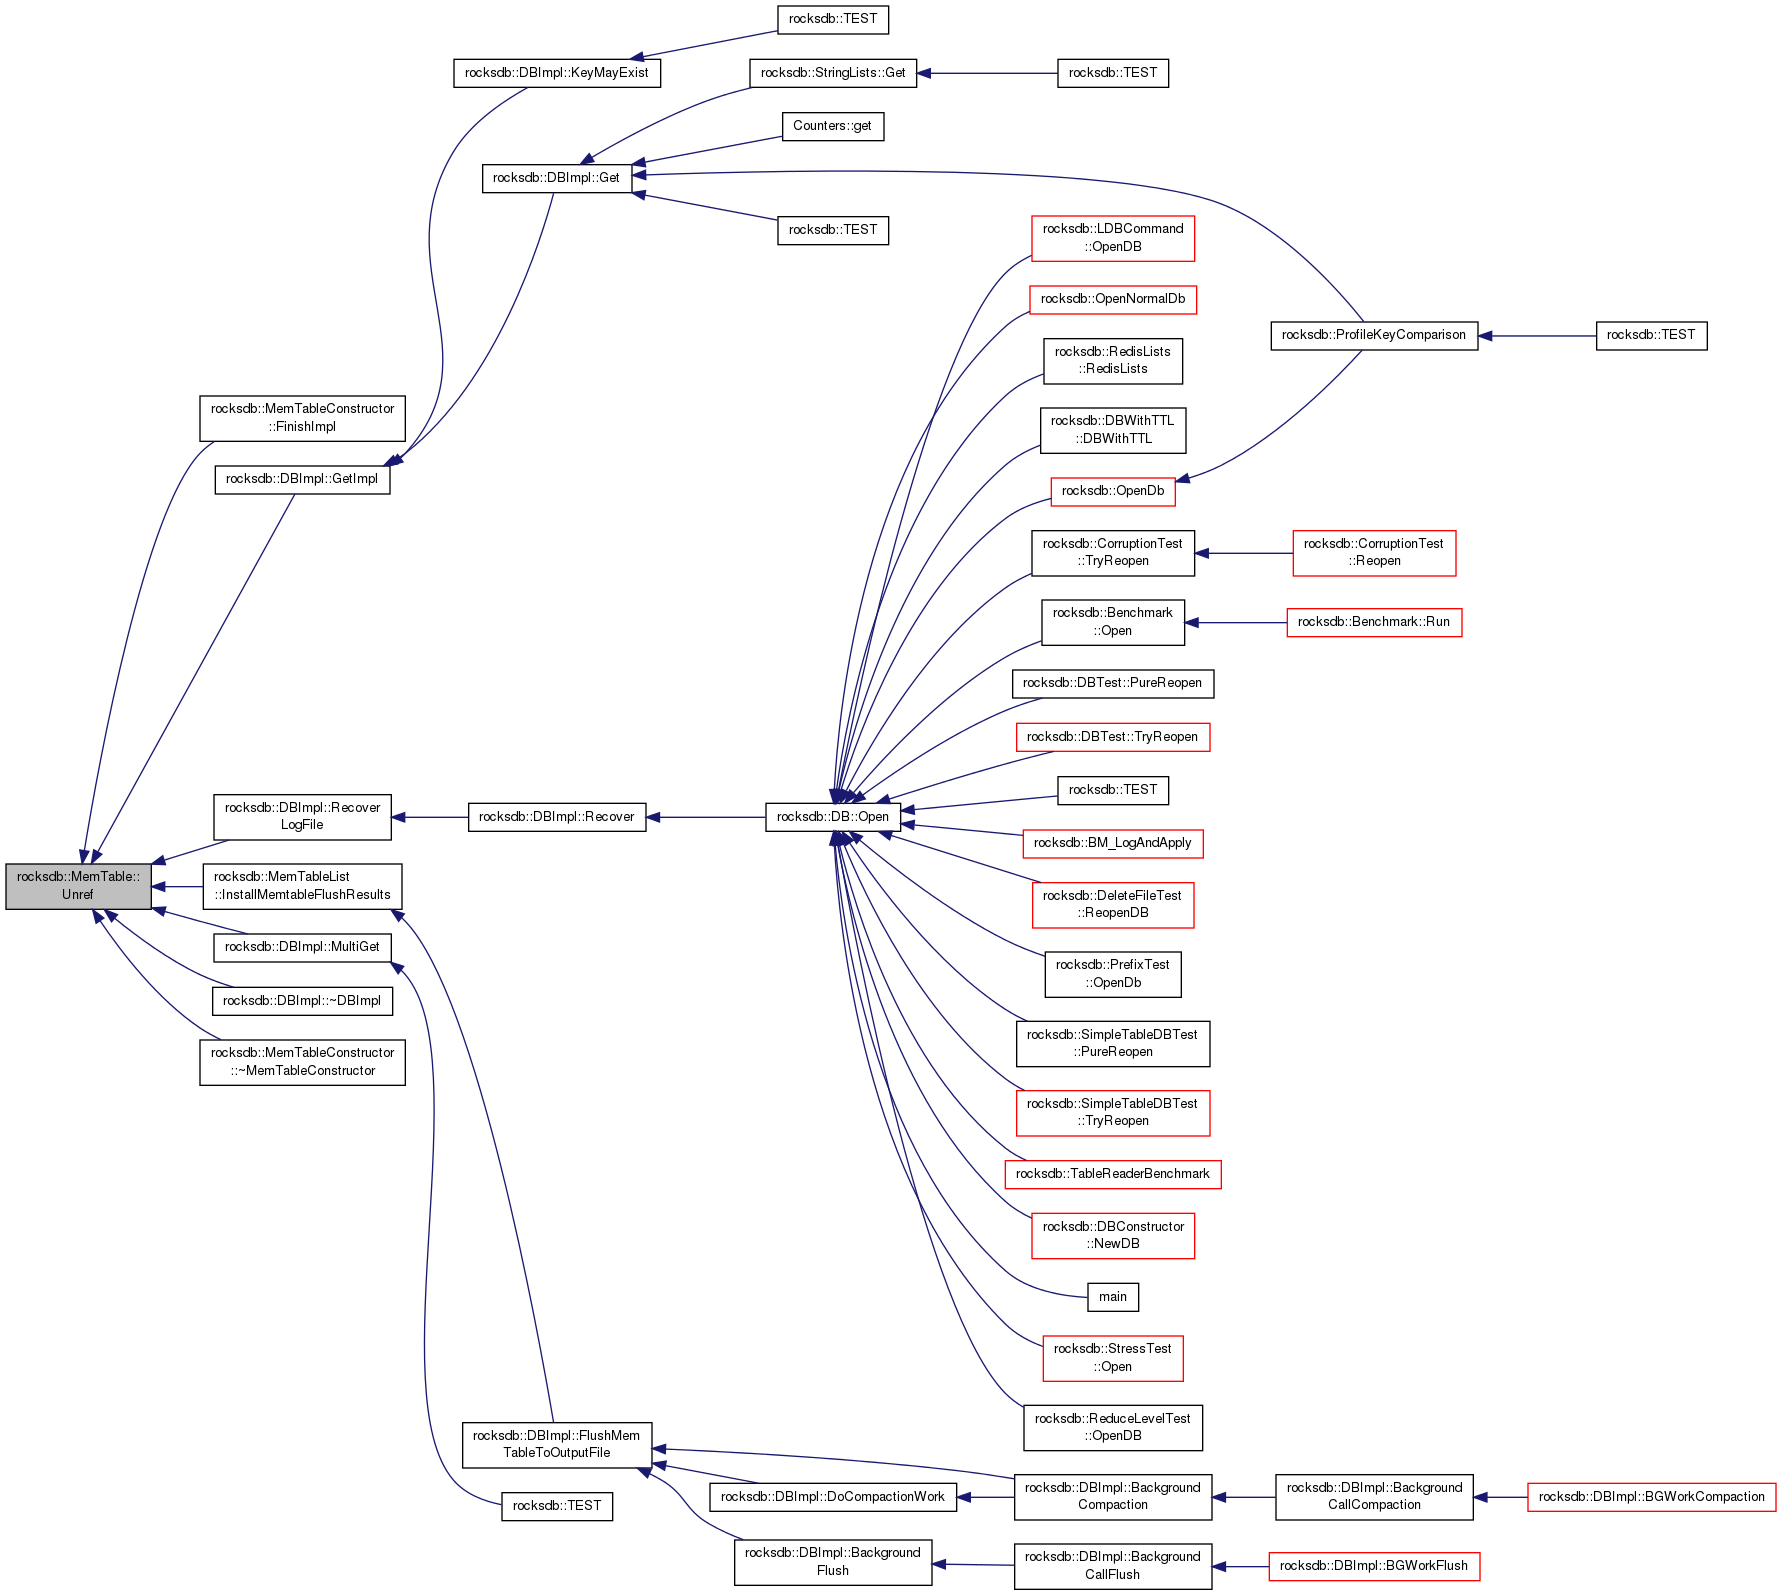 rocksdb::TEST
rocksdb::DBImpl::KeyMayExist
rocksdb::StringLists::Get
rocksdb::TEST
Counters::get
rocksdb::DBImpl::Get
rocksdb::TEST
rocksdb::LDBCommand
::OpenDB
rocksdb::OpenNormalDb
rocksdb::ProfileKeyComparison
rocksdb::TEST
rocksdb::RedisLists
::RedisLists
rocksdb::MemTableConstructor
::FinishImpl
rocksdb::DBWithTTL
::DBWithTTL
rocksdb::DBImpl::GetImpl
rocksdb::OpenDb
rocksdb::CorruptionTest
::TryReopen
rocksdb::CorruptionTest
::Reopen
rocksdb::Benchmark
::Open
rocksdb::Benchmark::Run
rocksdb::DBTest::PureReopen
rocksdb::DBTest::TryReopen
rocksdb::TEST
rocksdb::DBImpl::Recover
LogFile
rocksdb::DBImpl::Recover
rocksdb::DB::Open
rocksdb::BM_LogAndApply
rocksdb::MemTable::
Unref
rocksdb::MemTableList
::InstallMemtableFlushResults
rocksdb::DeleteFileTest
::ReopenDB
rocksdb::DBImpl::MultiGet
rocksdb::PrefixTest
::OpenDb
rocksdb::DBImpl::~DBImpl
rocksdb::MemTableConstructor
::~MemTableConstructor
rocksdb::SimpleTableDBTest
::PureReopen
rocksdb::SimpleTableDBTest
::TryReopen
rocksdb::TableReaderBenchmark
rocksdb::DBConstructor
::NewDB
main
rocksdb::StressTest
::Open
rocksdb::ReduceLevelTest
::OpenDB
rocksdb::DBImpl::FlushMem
TableToOutputFile
rocksdb::TEST
rocksdb::DBImpl::DoCompactionWork
rocksdb::DBImpl::Background
Compaction
rocksdb::DBImpl::Background
CallCompaction
rocksdb::DBImpl::BGWorkCompaction
rocksdb::DBImpl::Background
Flush
rocksdb::DBImpl::Background
CallFlush
rocksdb::DBImpl::BGWorkFlush